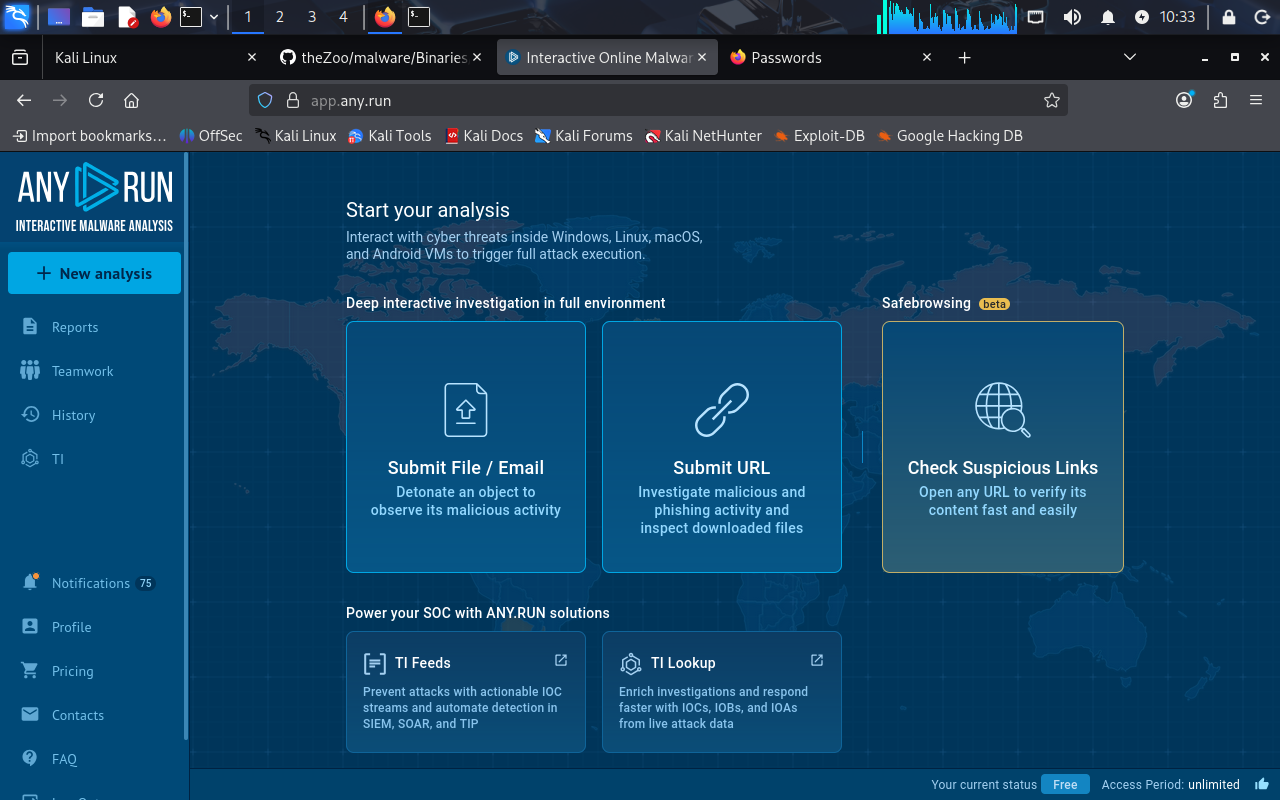 1 2 3 4 10:33
Kali Linux theZoo/malware/Binaries Interactive Online Malwar Passwords
app.any.run
Import bookmarks… OffSec Kali Linux Kali Tools Kali Docs Kali Forums Kali NetHunter Exploit-DB Google Hacking DB
ANY RUN
INTERACTIVE MALWARE ANALYSIS
New analysis
Reports
Teamwork
History
TI
Notifications 75
Profile
Pricing
Contacts
FAQ
Start your analysis
Interact with cyber threats inside Windows, Linux, macOS,
and Android VMs to trigger full attack execution.
Deep interactive investigation in full environment
Submit File / Email
Detonate an object to
observe its malicious activity
Submit URL
Investigate malicious and
phishing activity and
inspect downloaded files
Safebrowsing beta
Check Suspicious Links
Open any URL to verify its
content fast and easily
Power your SOC with ANY.RUN solutions
TI Feeds
Prevent attacks with actionable IOC
streams and automate detection in
SIEM, SOAR, and TIP
TI Lookup
Enrich investigations and respond
faster with IOCs, IOBs, and IOAs
from live attack data
Your current status Free Access Period: unlimited